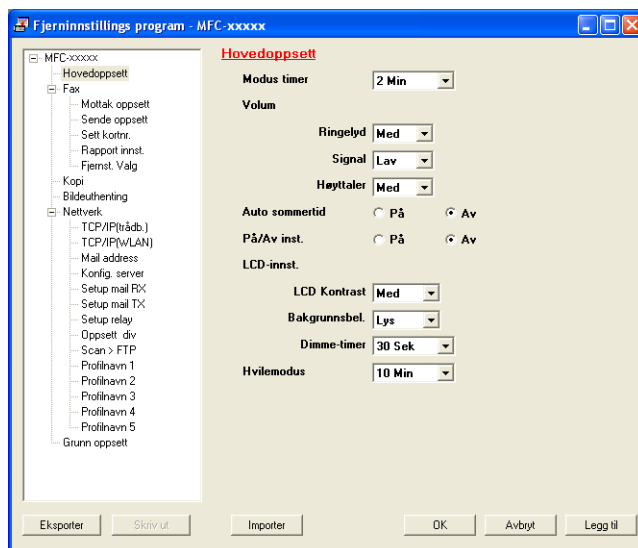 Fjerninnstillings program - MFC-xxxxx
MFC-xxxxx
Hovedoppsett
Fax
Mottak oppsett
Sende oppsett
Sett kortnr.
Rapport innst.
Fjernst. Valg
Kopi
Bildeuthenting
Nettverk
TCP/IP(trådb.)
TCP/IP(WLAN)
Mail address
Konfig. server
Setup mail RX
Setup mail TX
Setup relay
Oppsett div
Scan > FTP
Profilnavn 1
Profilnavn 2
Profilnavn 3
Profilnavn 4
Profilnavn 5
Grunn oppsett
Hovedoppsett
Modus timer 2 Min
Volum
Ringelyd Med
Signal Lav
Høyttaler Med
Auto sommertid På Av
På/Av inst. På Av
LCD-innst.
LCD Kontrast Med
Bakgrunnsbel. Lys
Dimme-timer 30 Sek
Hvilemodus 10 Min
Eksporter Skriv ut Importer OK Avbryt Legg til